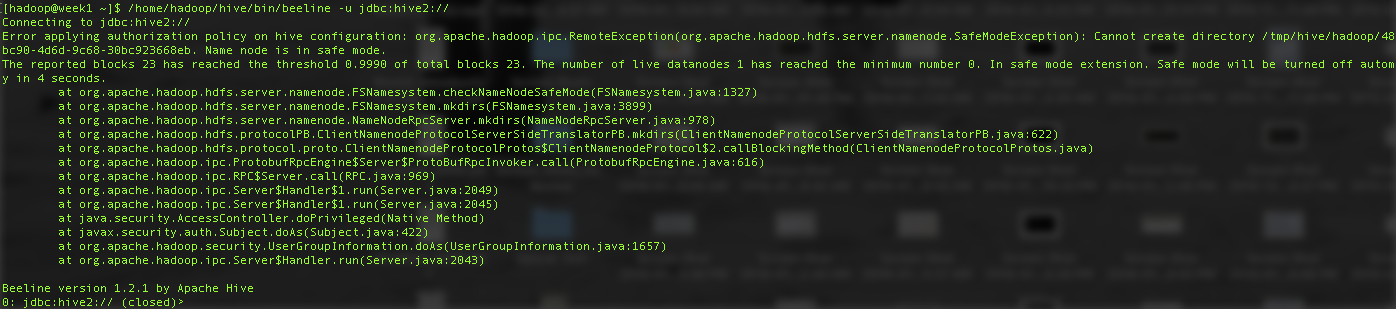 [hadoop@week1 ~]$ /home/hadoop/hive/bin/beeline -u jdbc:hive2://
Connecting to jdbc:hive2://
Error applying authorization policy on hive configuration: org.apache.hadoop.ipc.RemoteException(org.apache.hadoop.hdfs.server.namenode.SafeModeException): Cannot create directory /tmp/hive/hadoop/48
bc90-4d6d-9c68-30bc923668eb. Name node is in safe mode.
The reported blocks 23 has reached the threshold 0.9990 of total blocks 23. The number of live datanodes 1 has reached the minimum number 0. In safe mode extension. Safe mode will be turned off autom
y in 4 seconds.
        at org.apache.hadoop.hdfs.server.namenode.FSNamesystem.checkNameNodeSafeMode(FSNamesystem.java:1327)
        at org.apache.hadoop.hdfs.server.namenode.FSNamesystem.mkdirs(FSNamesystem.java:3899)
        at org.apache.hadoop.hdfs.server.namenode.NameNodeRpcServer.mkdirs(NameNodeRpcServer.java:978)
        at org.apache.hadoop.hdfs.protocolPB.ClientNamenodeProtocolServerSideTranslatorPB.mkdirs(ClientNamenodeProtocolServerSideTranslatorPB.java:622)
        at org.apache.hadoop.hdfs.protocol.proto.ClientNamenodeProtocolProtos$ClientNamenodeProtocol$2.callBlockingMethod(ClientNamenodeProtocolProtos.java)
        at org.apache.hadoop.ipc.ProtobufRpcEngine$Server$ProtoBufRpcInvoker.call(ProtobufRpcEngine.java:616)
        at org.apache.hadoop.ipc.RPC$Server.call(RPC.java:969)
        at org.apache.hadoop.ipc.Server$Handler$1.run(Server.java:2049)
        at org.apache.hadoop.ipc.Server$Handler$1.run(Server.java:2045)
        at java.security.AccessController.doPrivileged(Native Method)
        at javax.security.auth.Subject.doAs(Subject.java:422)
        at org.apache.hadoop.security.UserGroupInformation.doAs(UserGroupInformation.java:1657)
        at org.apache.hadoop.ipc.Server$Handler.run(Server.java:2043)
Beeline version 1.2.1 by Apache Hive
0: jdbc:hive2:// (closed)>